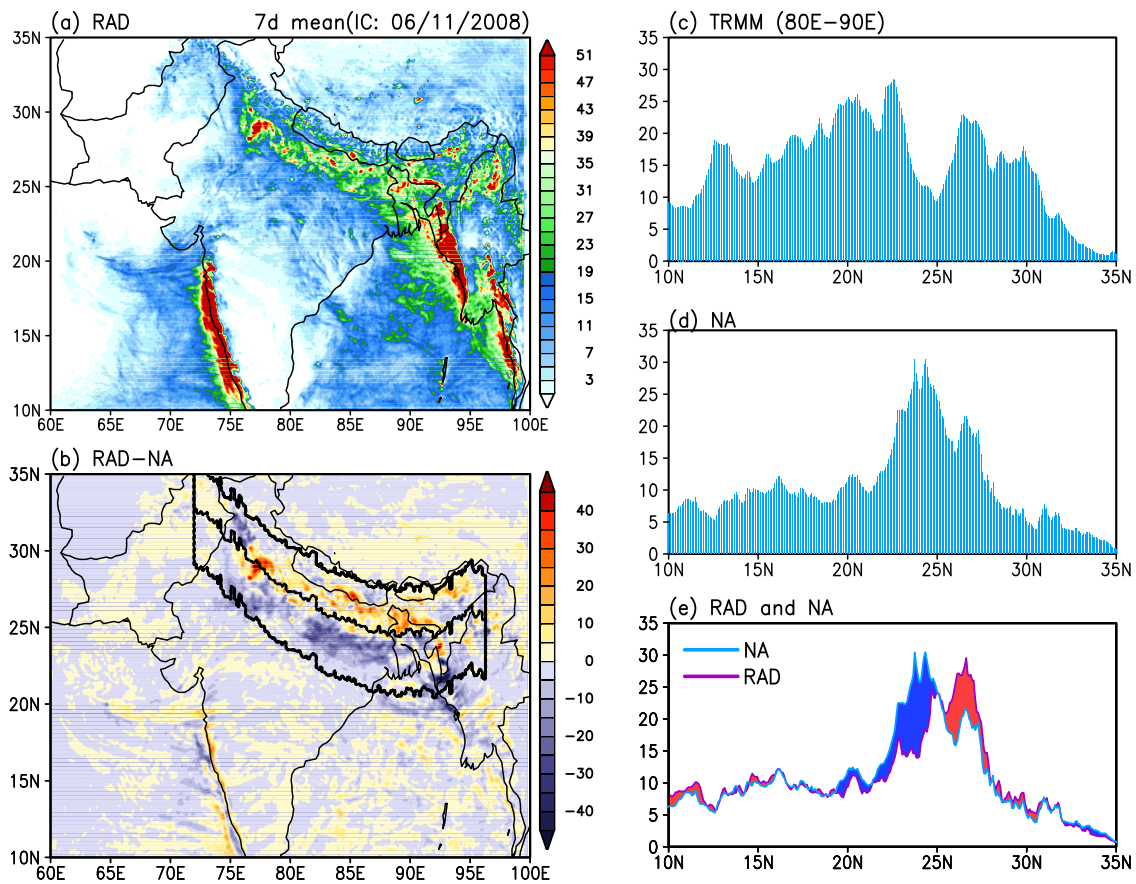 (a) RAD 7d mean(IC: 06/11/2008)
35N
30N
25N
20N
15N
10N
60E 65E 70E 75E 80E 85E 90E 95E 100E
51
47
43
39
35
31
27
23
19
15
11
7
3
(b) RAD−NA
35N
30N
25N
20N
15N
10N
60E 65E 70E 75E 80E 85E 90E 95E 100E
40
30
20
10
0
−10
−20
−30
−40
(c) TRMM (80E−90E)
35
30
25
20
15
10
5
0
10N 15N 20N 25N 30N 35N
(d) NA
35
30
25
20
15
10
5
0
10N 15N 20N 25N 30N 35N
(e) RAD and NA
35
30
25
20
15
10
5
0
NA
RAD
10N 15N 20N 25N 30N 35N